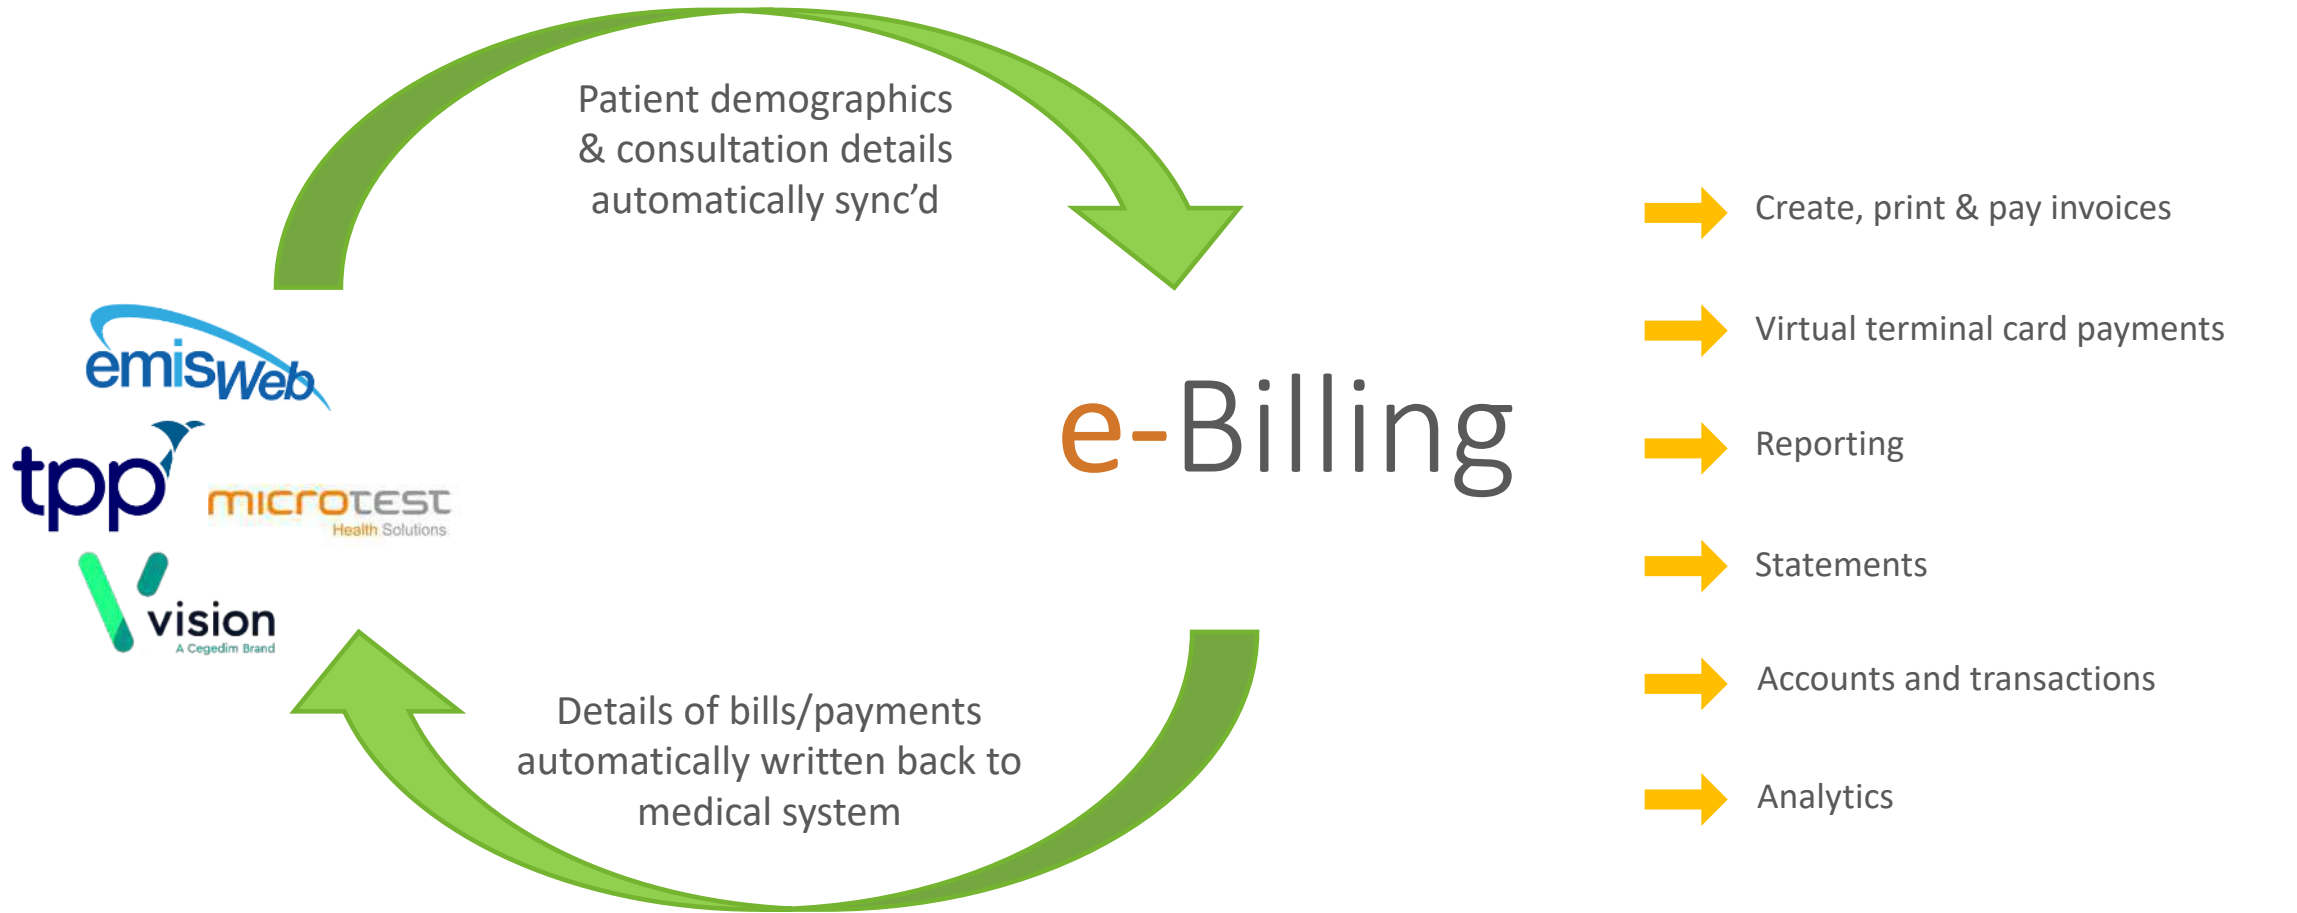 Patient demographics
& consultation details
automatically sync’d
emisWeb
tpp
microtest
Health Solutions
vision
A Cegedim Brand
e-Billing
Details of bills/payments
automatically written back to
medical system
Create, print & pay invoices
Virtual terminal card payments
Reporting
Statements
Accounts and transactions
Analytics